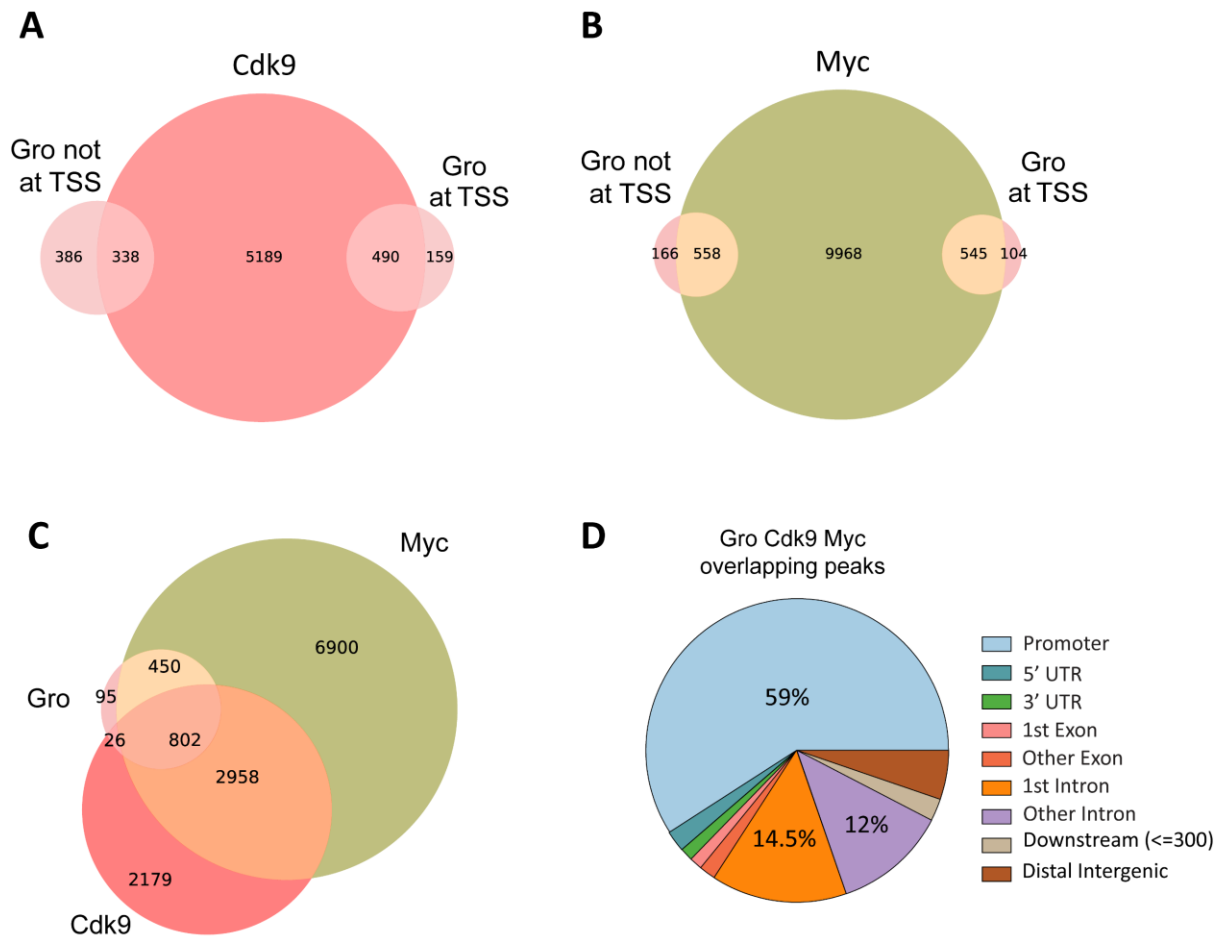 A
Cdk9
Gro not
at TSS
Gro
at TSS
386
338
5189
490
159
B
Myc
Gro not
at TSS
Gro
at TSS
166
558
9968
545
104
C
Myc
Gro
Cdk9
6900
450
95
26
802
2958
2179
D
Gro Cdk9 Myc
overlapping peaks
59%
14.5%
12%
Promoter
5' UTR
3' UTR
1st Exon
Other Exon
1st Intron
Other Intron
Downstream (<=300)
Distal Intergenic